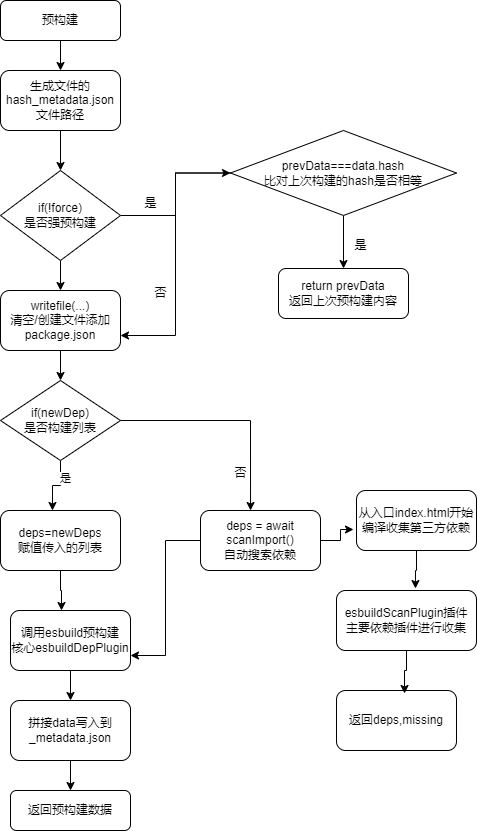 预构建
生成文件的
hash_metadata.json
文件路径
prevData===data.hash
比对上次构建的hash是否相等
if(!force)
是否强预构建
是
是
return prevData
返回上次预构建内容
否
writefile(...)
清空/创建文件添加
package.json
if(newDep)
是否构建列表
否
是
deps=newDeps
赋值传入的列表
deps = await
scanImport()
自动搜索依赖
从入口index.html开始
编译收集第三方依赖
esbuildScanPlugin插件
主要依赖插件进行收集
调用esbuild预构建
核心esbuildDepPlugin
返回deps,missing
拼接data写入到
_metadata.json
返回预构建数据